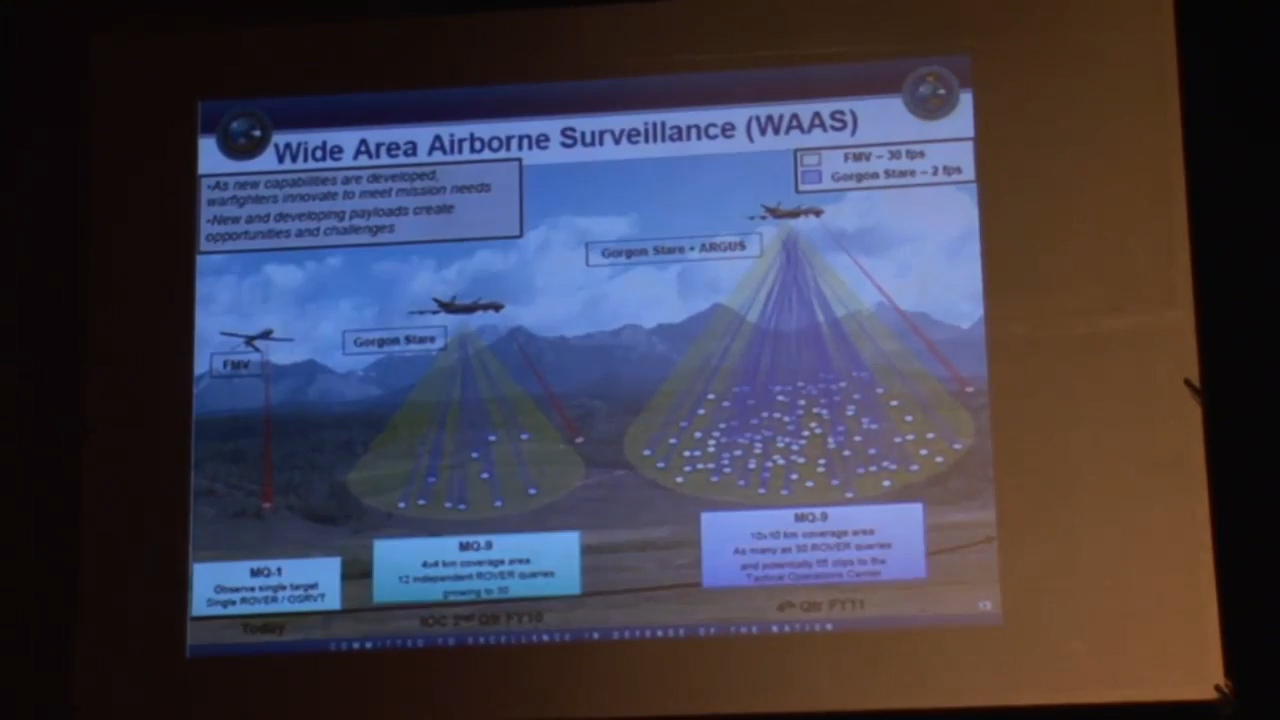 Wide Area Airborne Surveillance (WAAS)
•As new capabilities are developed,
warfighters innovate to meet mission needs
•New and developing payloads create
opportunities and challenges
FMV – 30 fps
Gorgon Stare – 2 fps
Gorgon Stare + ARGUS
Gorgon Stare
FMV
MQ-1
Observe single target
Single ROVER / OSRVT
Today
MQ-9
4x4 km coverage area
12 independent ROVER queries
growing to 30
IOC 2nd Qtr FY10
MQ-9
10x10 km coverage area
As many as 30 ROVER queries
and potentially clips to the
Tactical Operations Center
4th Qtr FY11
13
COMMITTED TO EXCELLENCE IN DEFENSE OF THE NATION